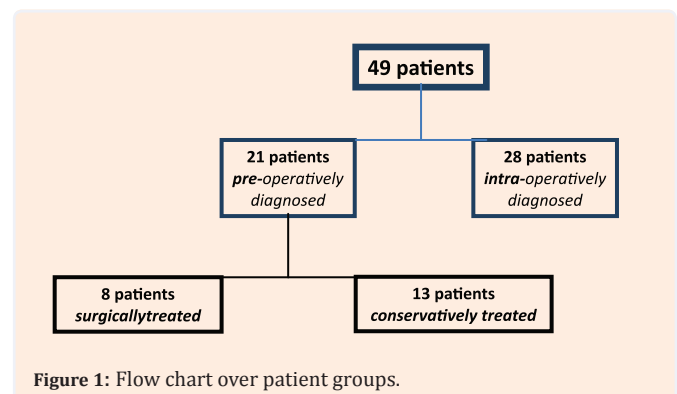 49 patients
21 patients
pre-operatively
diagnosed
28 patients
intra-operatively
diagnosed
8 patients
surgicallytreated
13 patients
conservatively treated
Figure 1: Flow chart over patient groups.